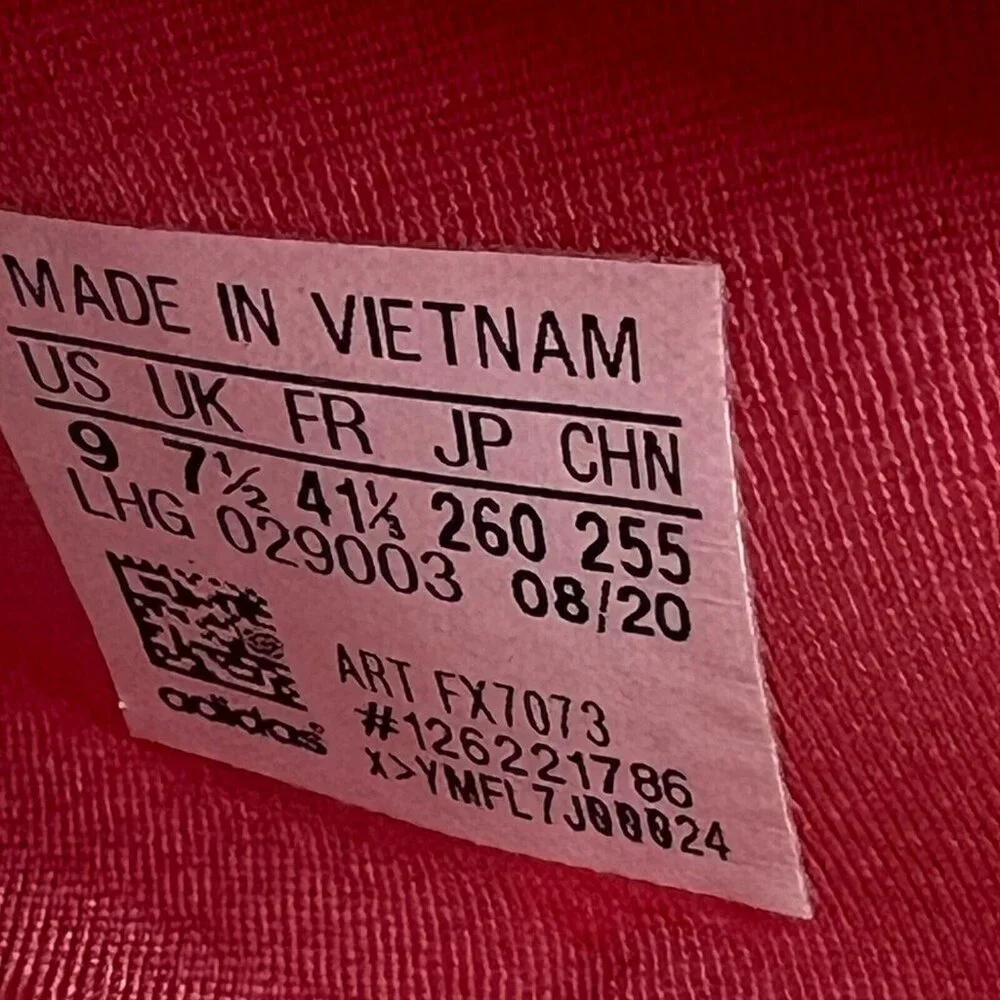 MADE IN VIETNAM
US UK FR JP CHN
9 7½ 41⅓ 260 255
LHG 029003 08/20
adidas
ART FX7073
#126221786
X>YMFL7J00024